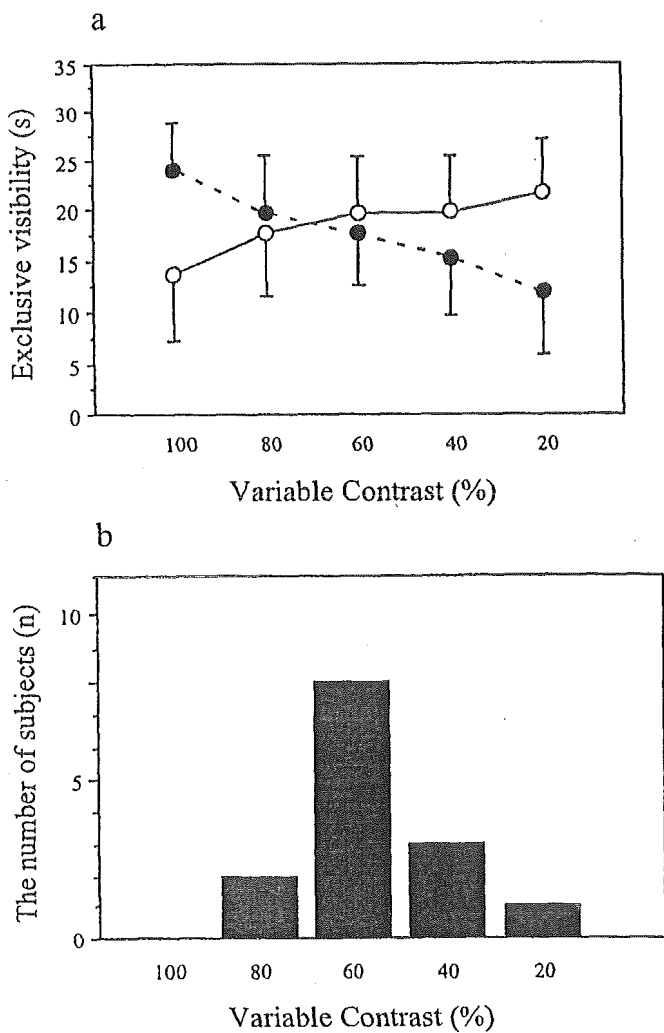 a
Exclusive visibility (s)
35
30
25
20
15
10
5
0
100 80 60 40 20
Variable Contrast (%)
b
The number of subjects (n)
10
5
0
100 80 60 40 20
Variable Contrast (%)